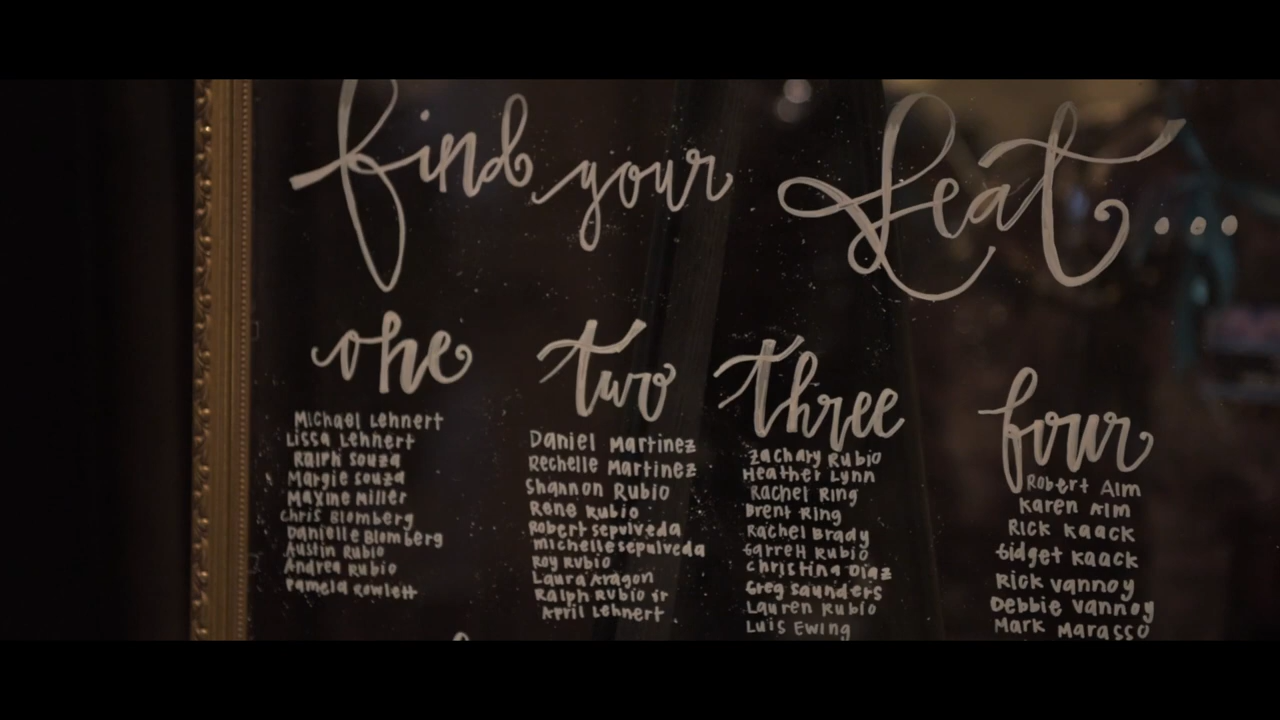 find your seat...
one
Michael Lehnert
Lissa Lehnert
Ralph Souza
Margie Souza
Maxine Miller
Chris Blomberg
Danielle Blomberg
Austin Rubio
Andrea Rubio
Pamela Rowlett
two
Daniel Martinez
Rechelle Martinez
Shannon Rubio
Rene Rubio
Robert Sepulveda
Michelle Sepulveda
Roy Rubio
Laura Aragon
Ralph Rubio Jr
April Lehnert
three
Zachary Rubio
Heather Lynn
Rachel Ring
Brent Ring
Rachel Brady
Garrett Rubio
Christina Diaz
Greg Saunders
Lauren Rubio
Luis Ewing
four
Robert Alm
Karen Alm
Rick Kaack
Gidget Kaack
Rick Vannoy
Debbie Vannoy
Mark Marasso